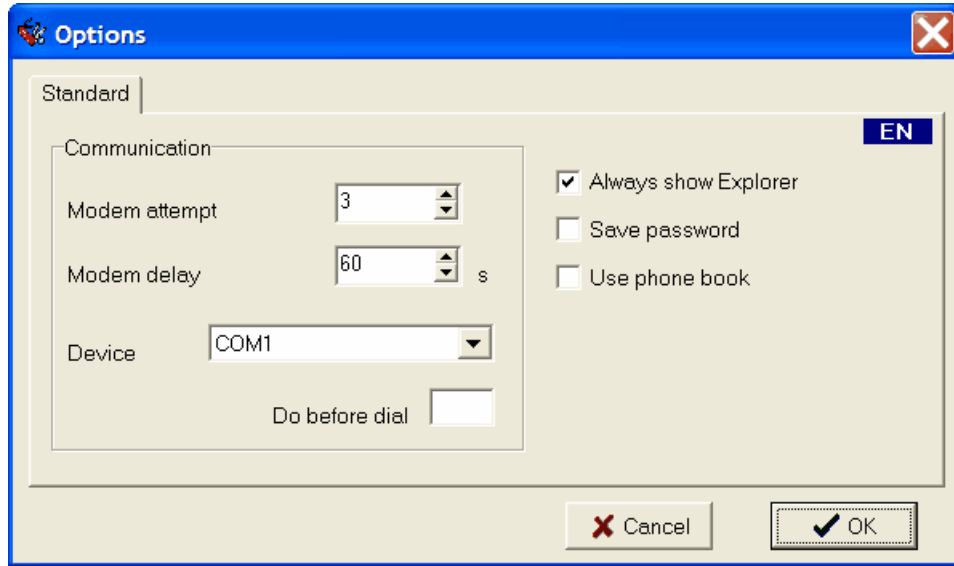 Options
Standard
EN
Communication
Modem attempt 3
Modem delay 60 s
Device COM1
Do before dial
Always show Explorer
Save password
Use phone book
Cancel OK